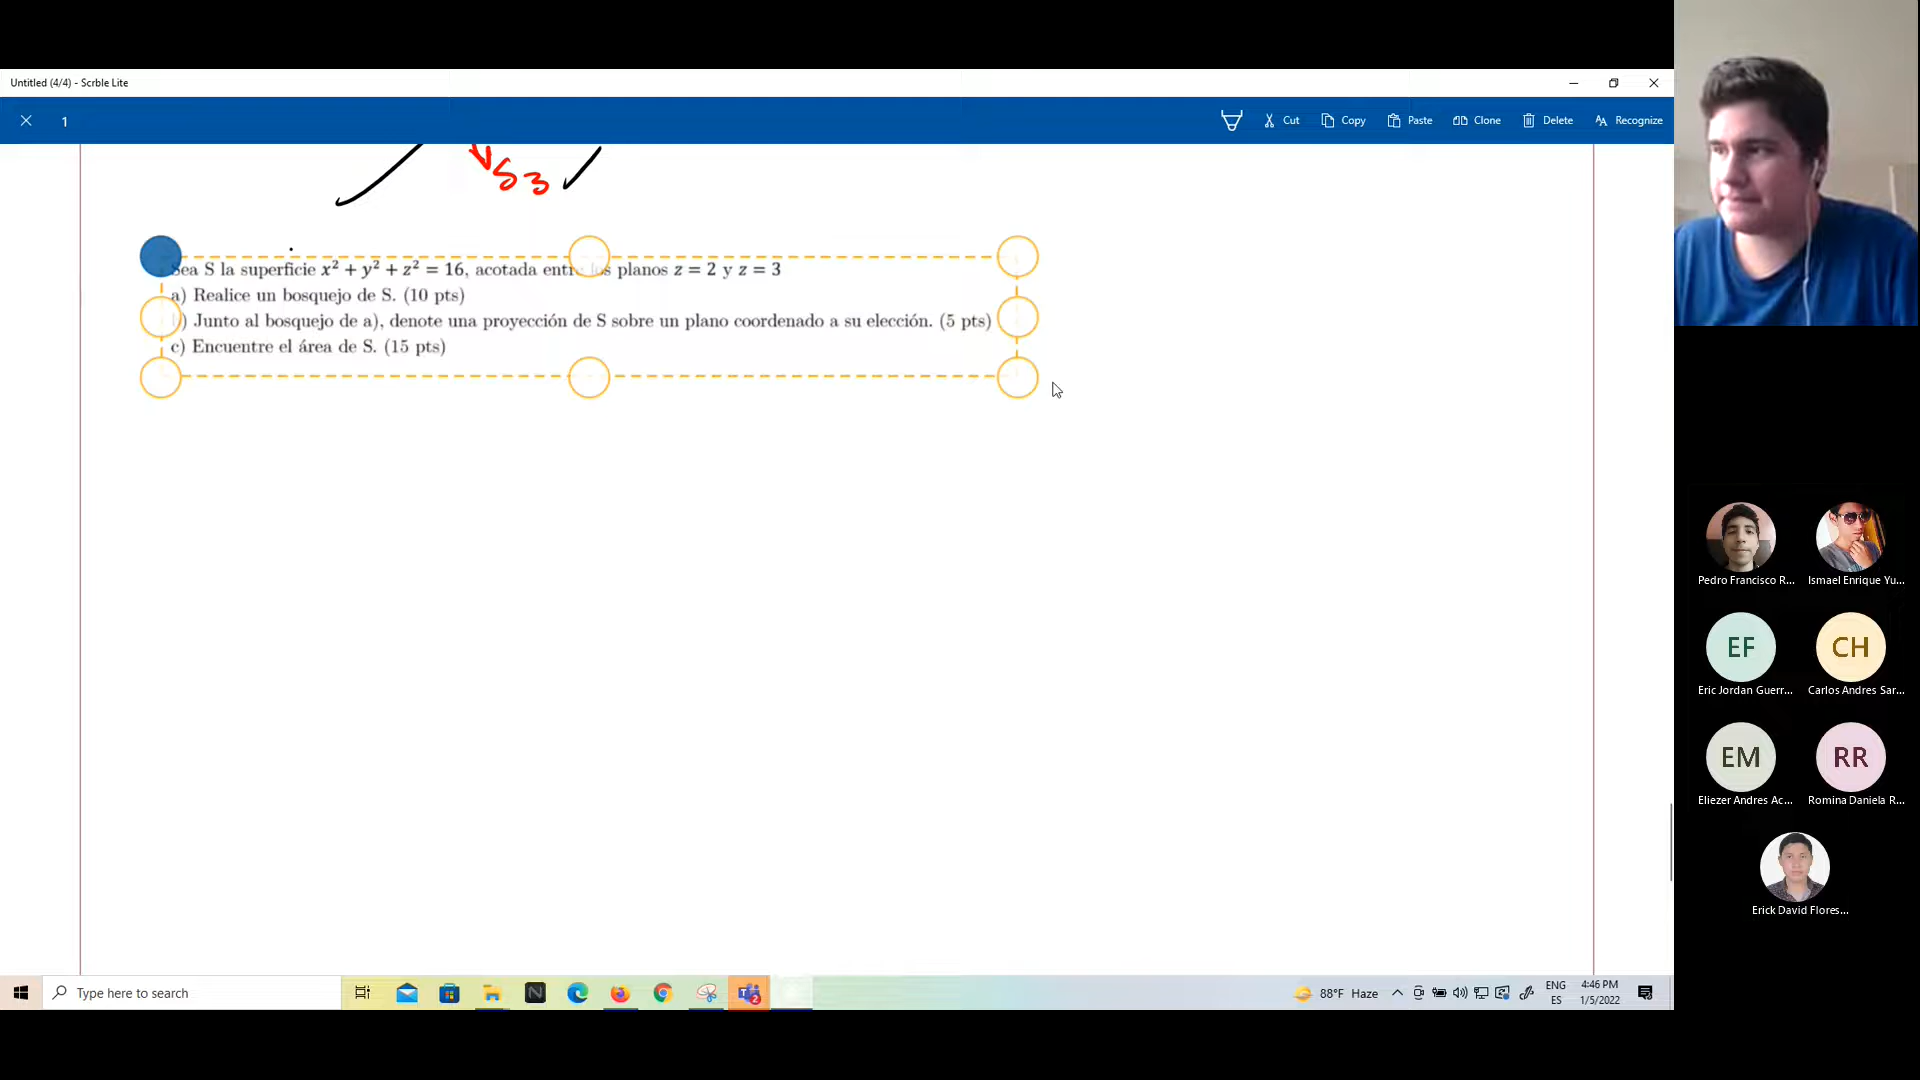 Untitled (4/4) - Scrble Lite
1
Cut
Copy
Paste
Clone
Delete
Recognize
S3
Sea S la superficie x² + y² + z² = 16, acotada entre los planos z = 2 y z = 3
a) Realice un bosquejo de S. (10 pts)
) Junto al bosquejo de a), denote una proyección de S sobre un plano coordenado a su elección. (5 pts)
c) Encuentre el área de S. (15 pts)
Pedro Francisco R...
Ismael Enrique Yu...
EF
CH
Eric Jordan Guerr...
Carlos Andres Sar...
EM
RR
Eliezer Andres Ac...
Romina Daniela R...
Erick David Flores...
Type here to search
2
88°F Haze
ENG
ES
4:46 PM
1/5/2022